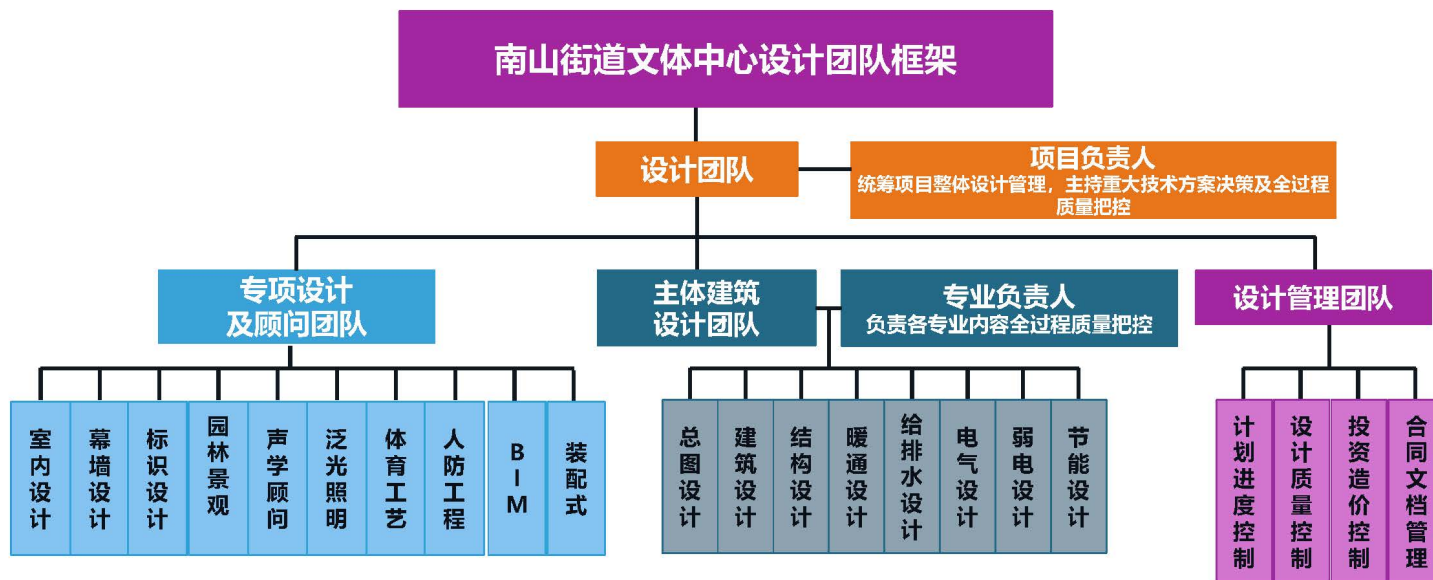 南山街道文体中心设计团队框架
设计团队
项目负责人
统筹项目整体设计管理，主持重大技术方案决策及全过程
质量把控
专项设计
及顾问团队
主体建筑
设计团队
专业负责人
负责各专业内容全过程质量把控
设计管理团队
室内设计
幕墙设计
标识设计
园林景观
声学顾问
泛光照明
体育工艺
人防工程
BIM
装配式
总图设计
建筑设计
结构设计
暖通设计
给排水设计
电气设计
弱电设计
节能设计
计划进度控制
设计质量控制
投资造价控制
合同文档管理